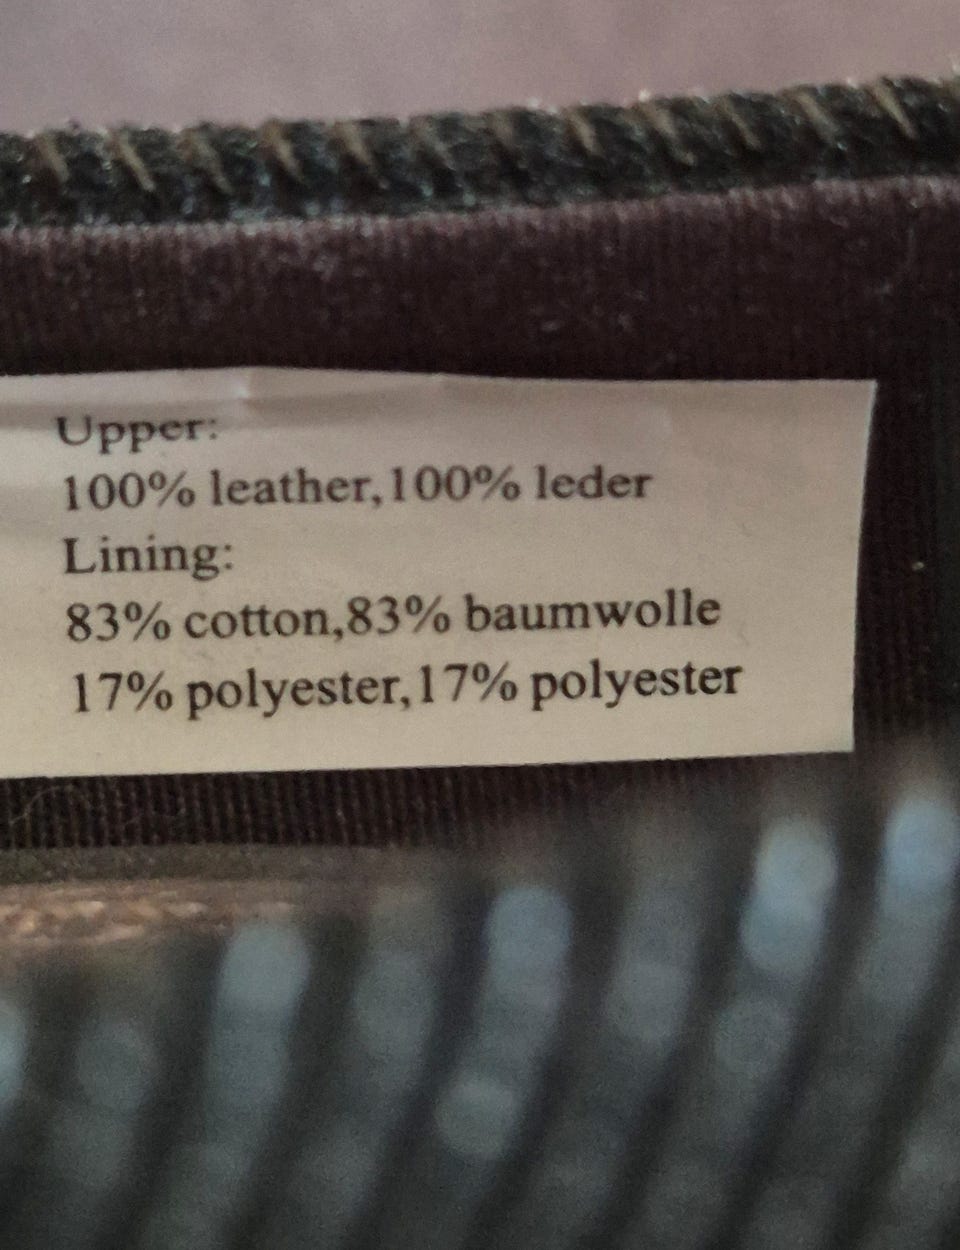 Upper:
100% leather,100% leder
Lining:
83% cotton,83% baumwolle
17% polyester,17% polyester